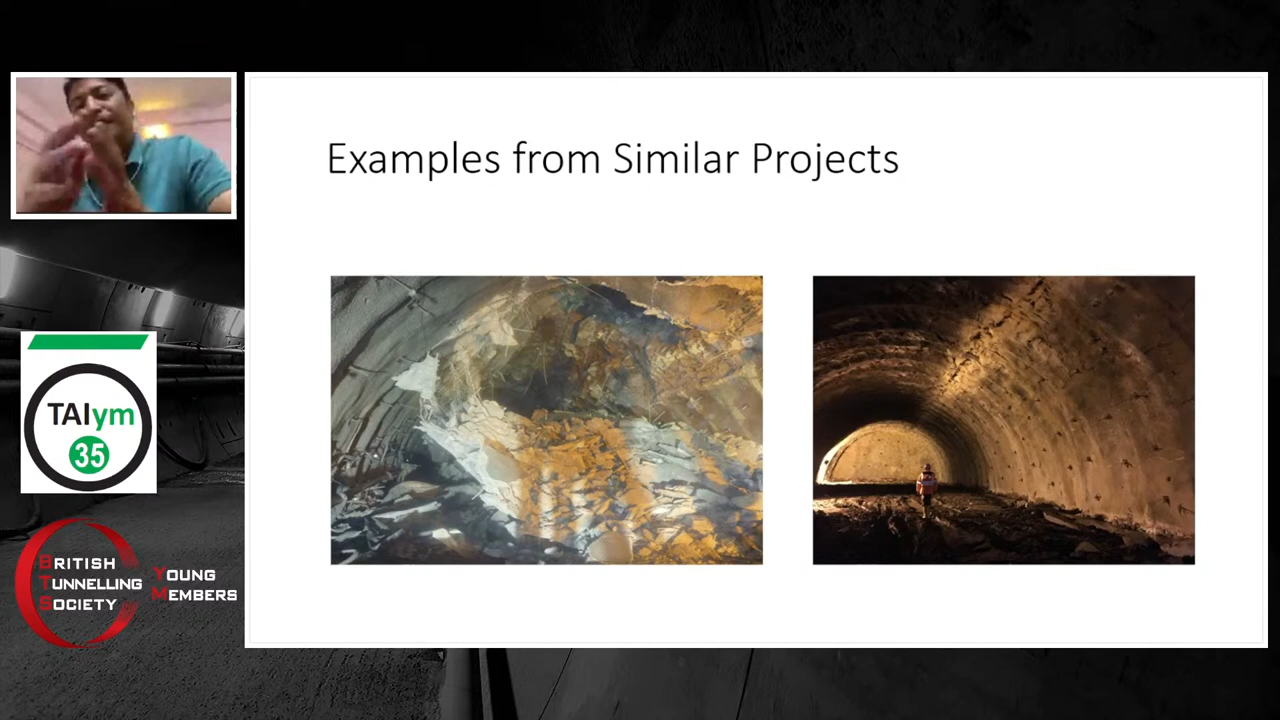 Examples from Similar Projects
TAIym
35
BRITISH
TUNNELLING
SOCIETY
YOUNG
MEMBERS